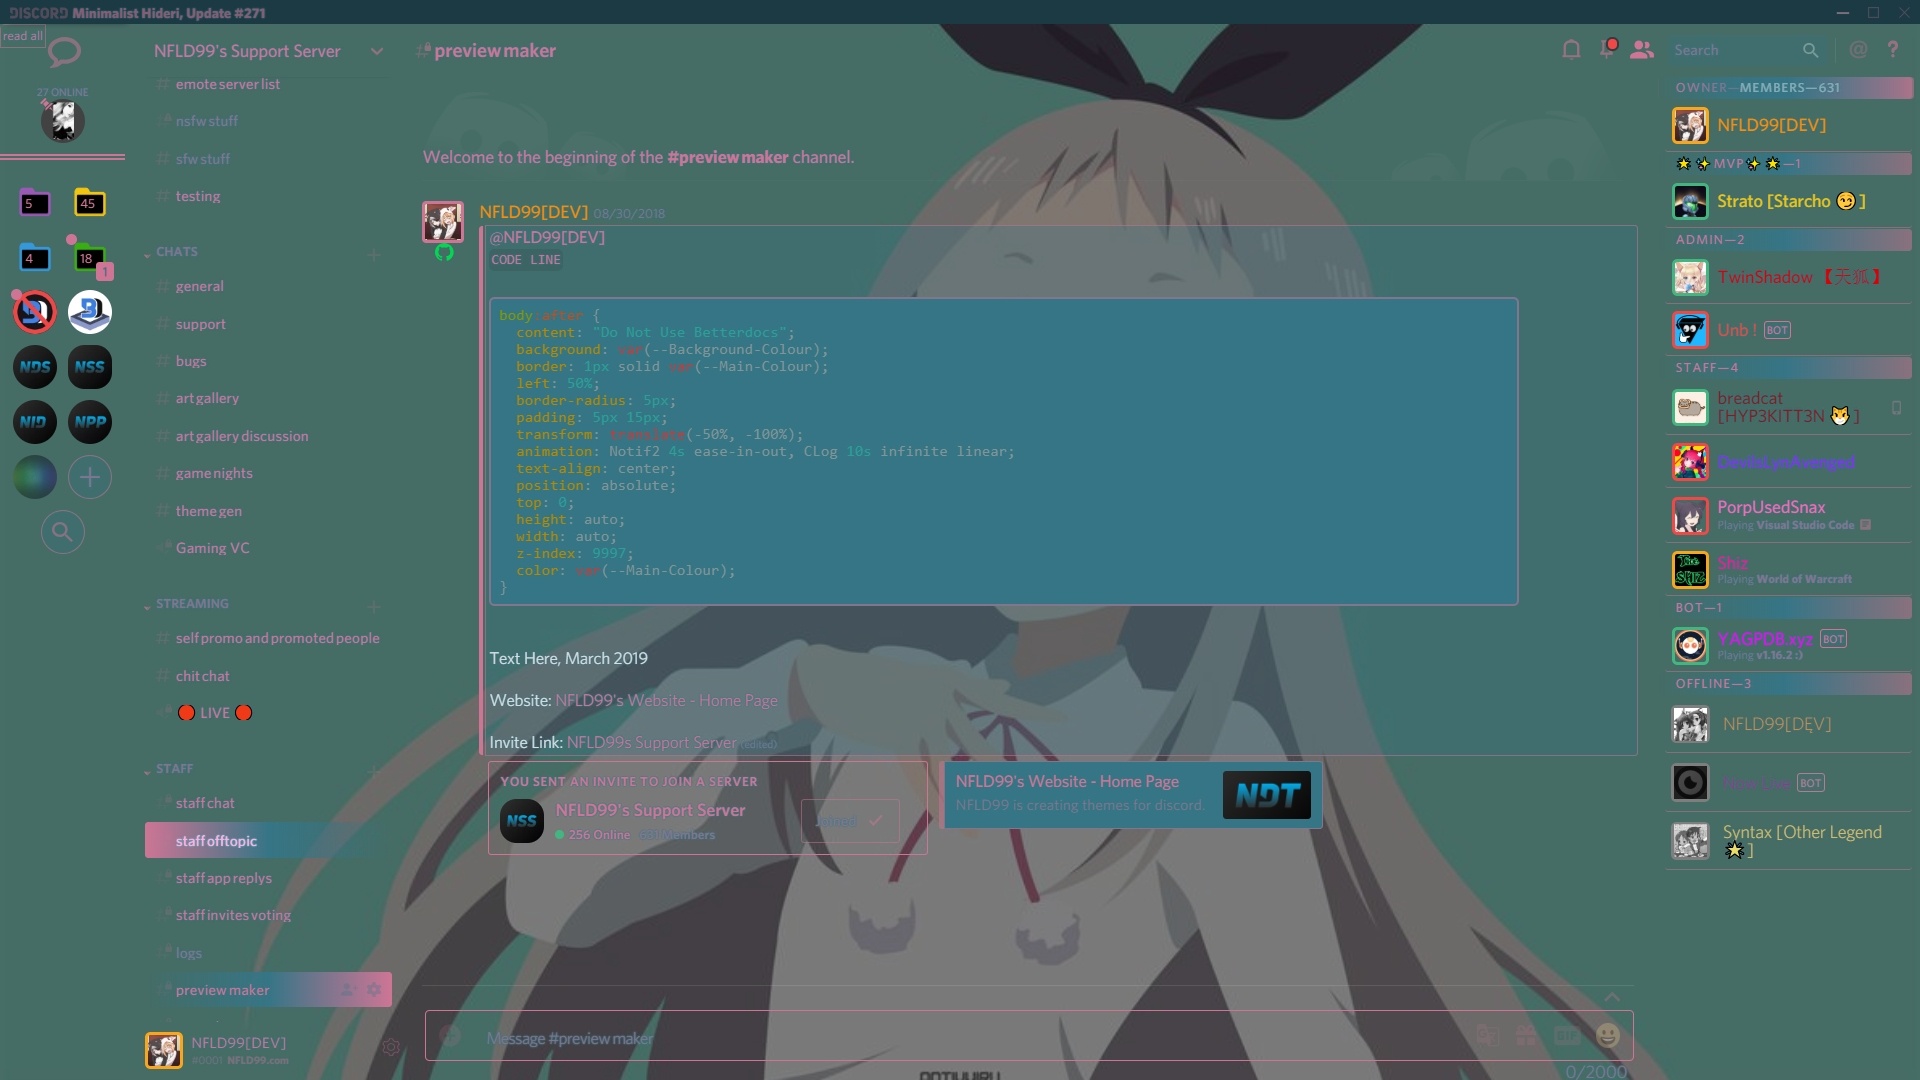 DISCORD Minimalist Hideri, Update #271
read all
27 ONLINE
5
45
4
18
1
NDS
NSS
NID
NPP
NFLD99's Support Server
emote server list
nsfw stuff
sfw stuff
testing
CHATS
general
support
bugs
art gallery
art gallery discussion
game nights
theme gen
Gaming VC
STREAMING
self promo and promoted people
chit chat
LIVE
STAFF
staff chat
staff offtopic
staff app replys
staff invites voting
logs
preview maker
NFLD99[DEV]
#0001 NFLD99.com
preview maker
Welcome to the beginning of the #preview maker channel.
NFLD99[DEV] 08/30/2018
@NFLD99[DEV]
CODE LINE
body:after {
content: "Do Not Use Betterdocs";
background: var(--Background-Colour);
border: 1px solid var(--Main-Colour);
left: 50%;
border-radius: 5px;
padding: 5px 15px;
transform: translate(-50%, -100%);
animation: Notif2 4s ease-in-out, CLog 10s infinite linear;
text-align: center;
position: absolute;
top: 0;
height: auto;
width: auto;
z-index: 9997;
color: var(--Main-Colour);
}
Text Here, March 2019
Website: NFLD99's Website - Home Page
Invite Link: NFLD99s Support Server (edited)
YOU SENT AN INVITE TO JOIN A SERVER
NSS
NFLD99's Support Server
256 Online 631 Members
Joined
NFLD99's Website - Home Page
NFLD99 is creating themes for discord.
NDT
Message #preview maker
GIF
0/2000
Search
OWNER—MEMBERS—631
NFLD99[DEV]
MVP—1
Strato [Starcho 😏 ]
ADMIN—2
TwinShadow 【天狐】
Unb ! BOT
STAFF—4
breadcat
[HYP3KITT3N 😺 ]
PorpUsedSnax
Playing Visual Studio Code
Shiz
Playing World of Warcraft
BOT—1
YAGPDB.xyz BOT
Playing v1.16.2 :)
OFFLINE—3
NFLD99[DEV]
BOT
Syntax [Other Legend
🌟 ]